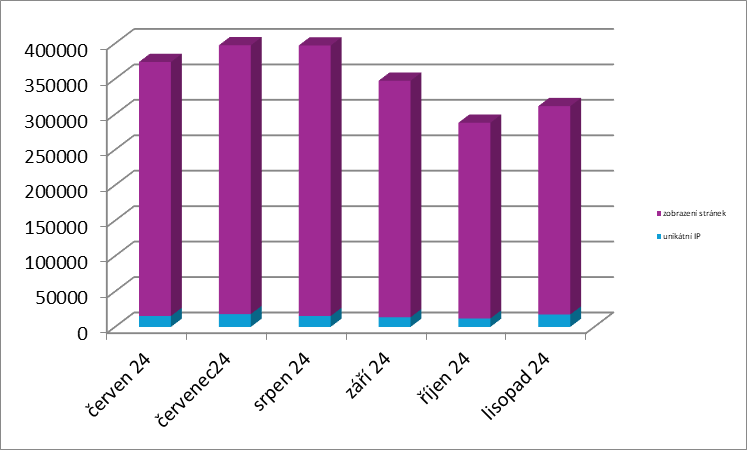 400000
350000
300000
250000
200000
150000
100000
50000
0
červen 24
červenec24
srpen 24
září 24
říjen 24
lisopad 24
zobrazení stránek
unikátní IP